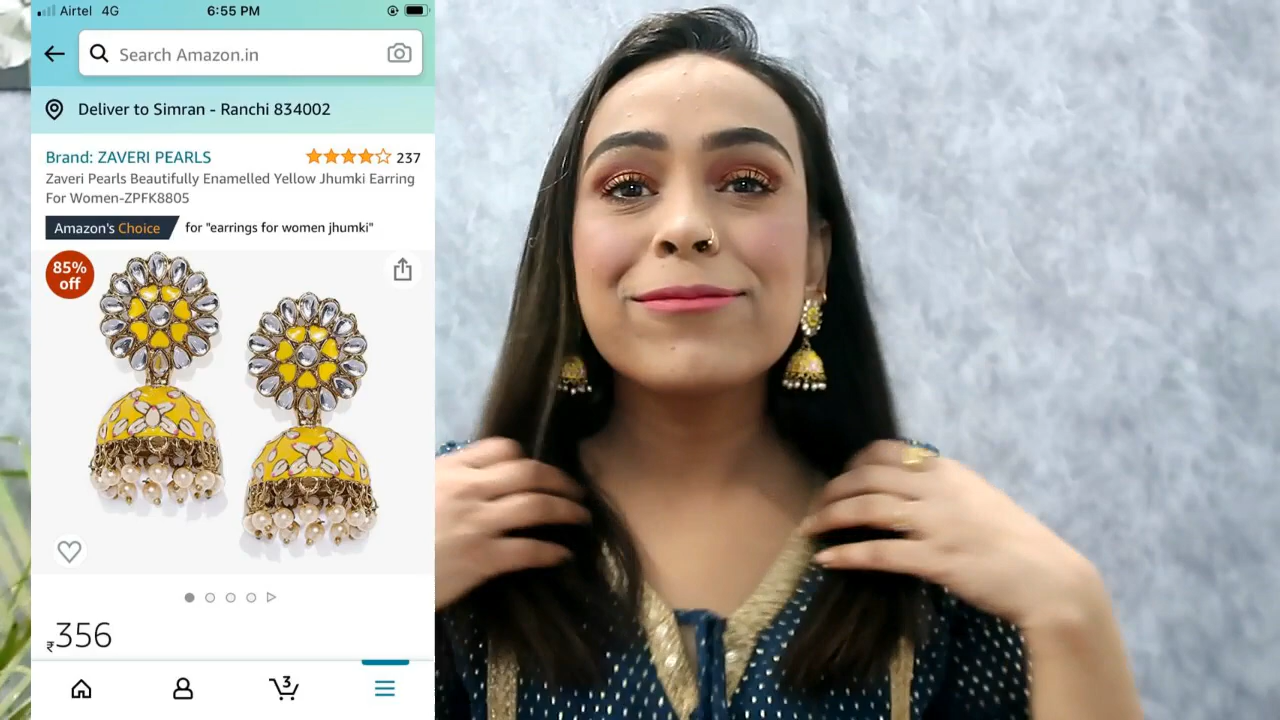 Airtel 4G 6:55 PM
Search Amazon.in
Deliver to Simran - Ranchi 834002
Brand: ZAVERI PEARLS 237
Zaveri Pearls Beautifully Enamelled Yellow Jhumki Earring
For Women-ZPFK8805
Amazon's Choice for "earrings for women jhumki"
85%
off
₹356
3